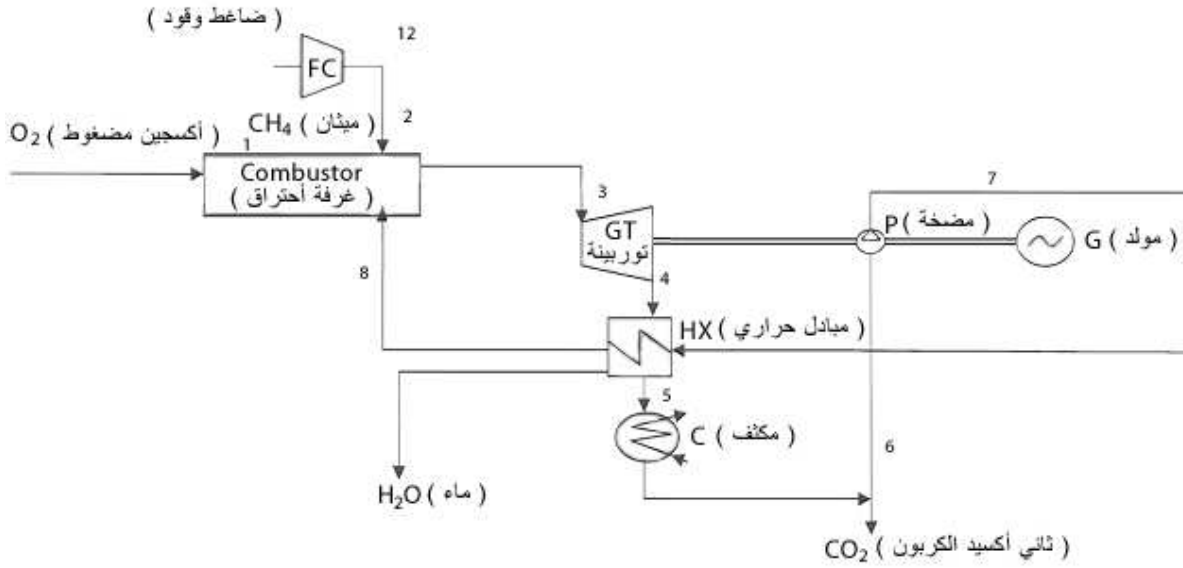 ( ضاغط وقود )
12
FC
2
CH4 ( ميثان )
O2 ( أكسجين مضغوط )
1
Combustor
( غرفة أحتراق )
3
7
GT
توربينة
P ( مضخة )
G ( مولد )
4
8
HX ( مبادل حراري )
5
C ( مكثف )
6
H2O ( ماء )
CO2 ( ثاني أكسيد الكربون )